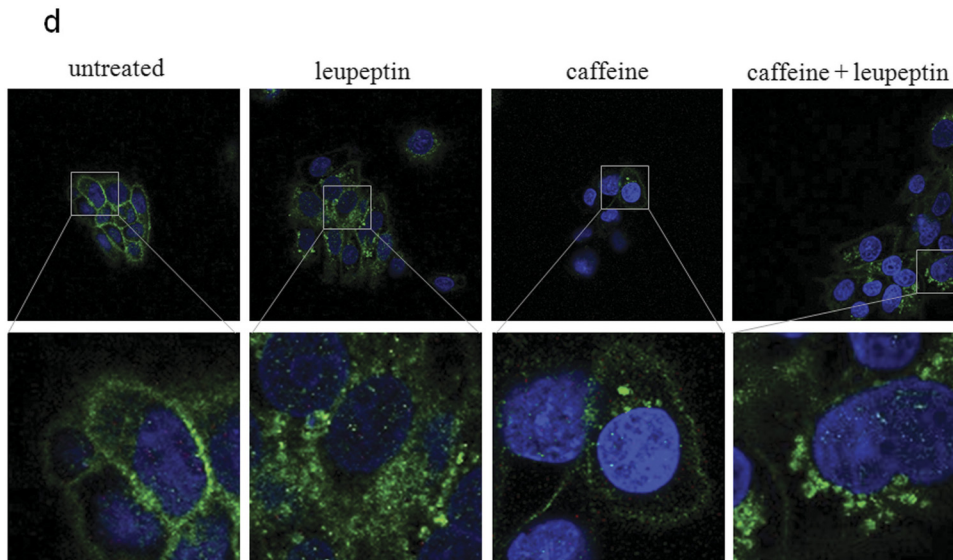 d
untreated
leupeptin
caffeine
caffeine + leupeptin